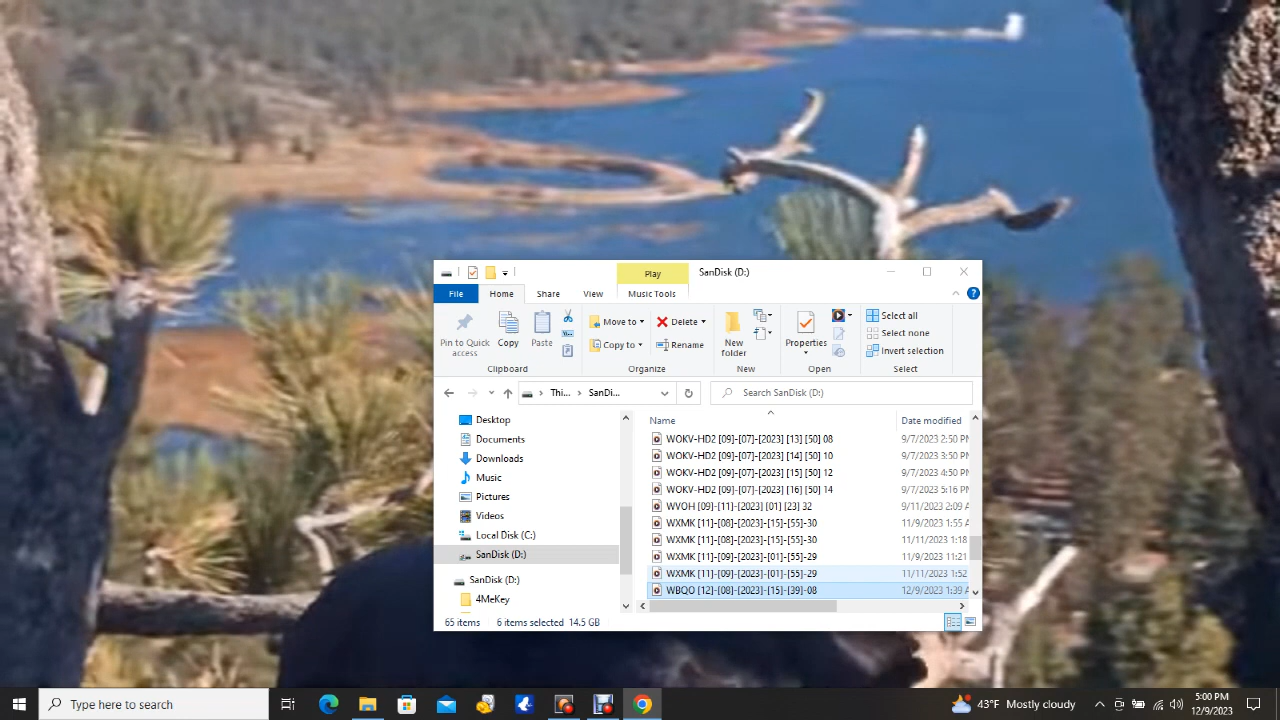 Play
SanDisk (D:)
File
Home
Share
View
Music Tools
Pin to Quick access
Copy
Paste
Move to
Copy to
Delete
Rename
New folder
Properties
Select all
Select none
Invert selection
Clipboard
Organize
New
Open
Select
Thi...
SanDi...
Search SanDisk (D:)
Name
Date modified
Desktop
Documents
Downloads
Music
Pictures
Videos
Local Disk (C:)
SanDisk (D:)
SanDisk (D:)
4MeKey
WOKV-HD2 [09]-[07]-[2023] [13] [50] 08 9/7/2023 2:50 PM
WOKV-HD2 [09]-[07]-[2023] [14] [50] 10 9/7/2023 3:50 PM
WOKV-HD2 [09]-[07]-[2023] [15] [50] 12 9/7/2023 4:50 PM
WOKV-HD2 [09]-[07]-[2023] [16] [50] 14 9/7/2023 5:16 PM
WVOH [09]-[11]-[2023] [01] [23] 32 9/11/2023 2:09 A
WXMK [11]-[08]-[2023]-[15]-[55]-30 11/9/2023 1:55 A
WXMK [11]-[08]-[2023]-[15]-[55]-30 11/11/2023 1:18
WXMK [11]-[09]-[2023]-[01]-[55]-29 11/9/2023 11:21
WXMK [11]-[09]-[2023]-[01]-[55]-29 11/11/2023 1:52
WBQO [12]-[08]-[2023]-[15]-[39]-08 12/9/2023 1:39 A
65 items
6 items selected 14.5 GB
Type here to search
43°F Mostly cloudy
5:00 PM
12/9/2023